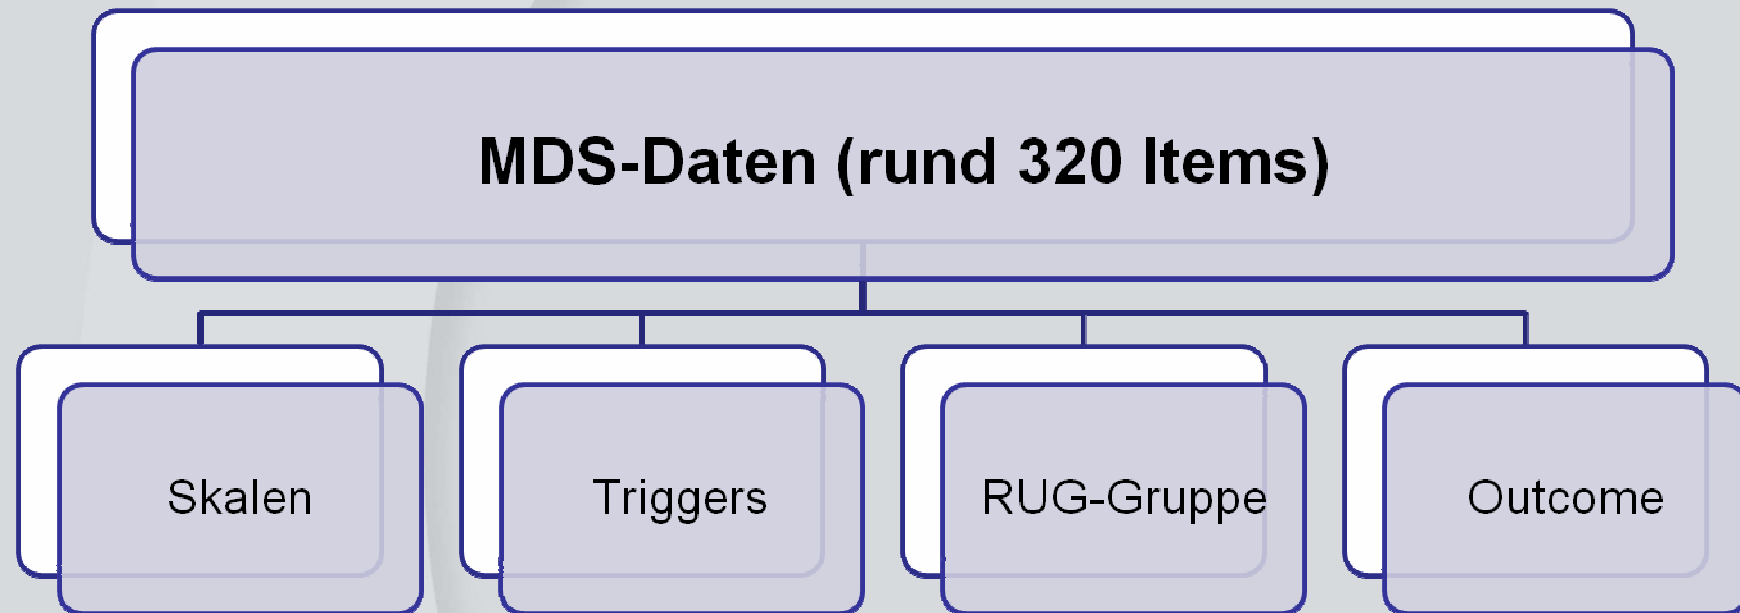 MDS-Daten (rund 320 Items)
Skalen
Triggers
RUG-Gruppe
Outcome